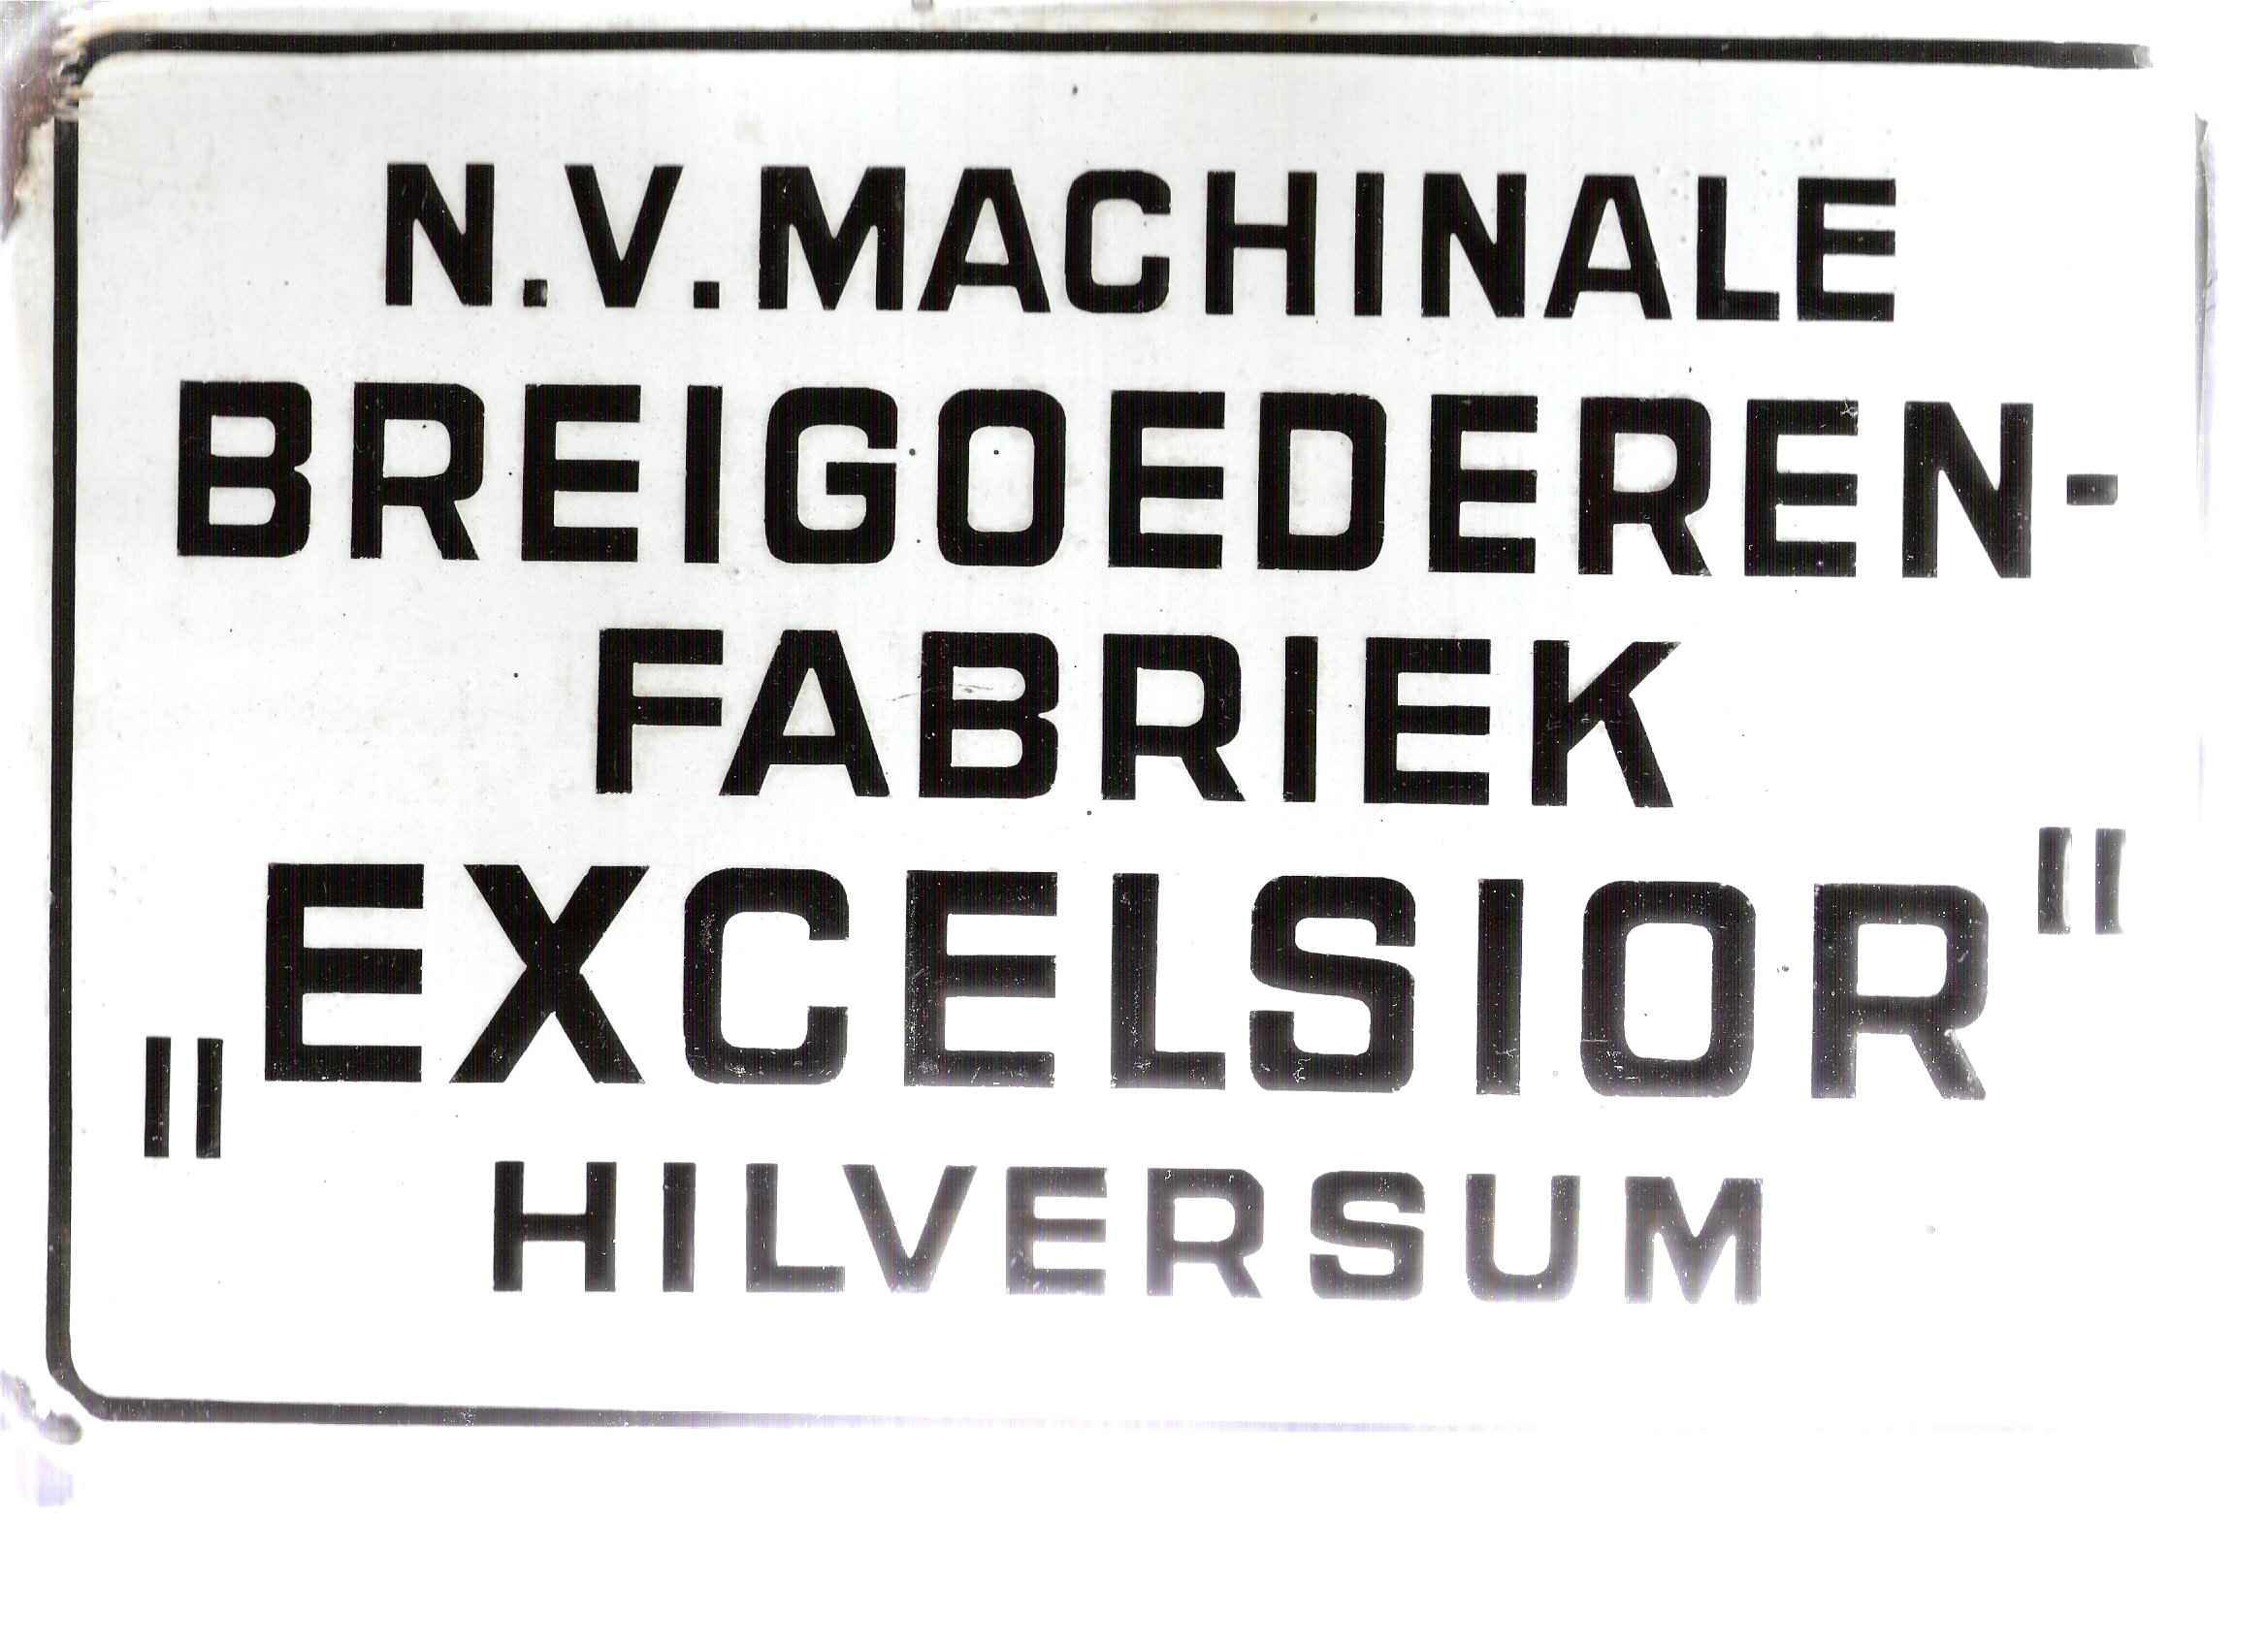 N.V. MACHINALE
BREIGOEDEREN-
FABRIEK
„EXCELSIOR"
HILVERSUM